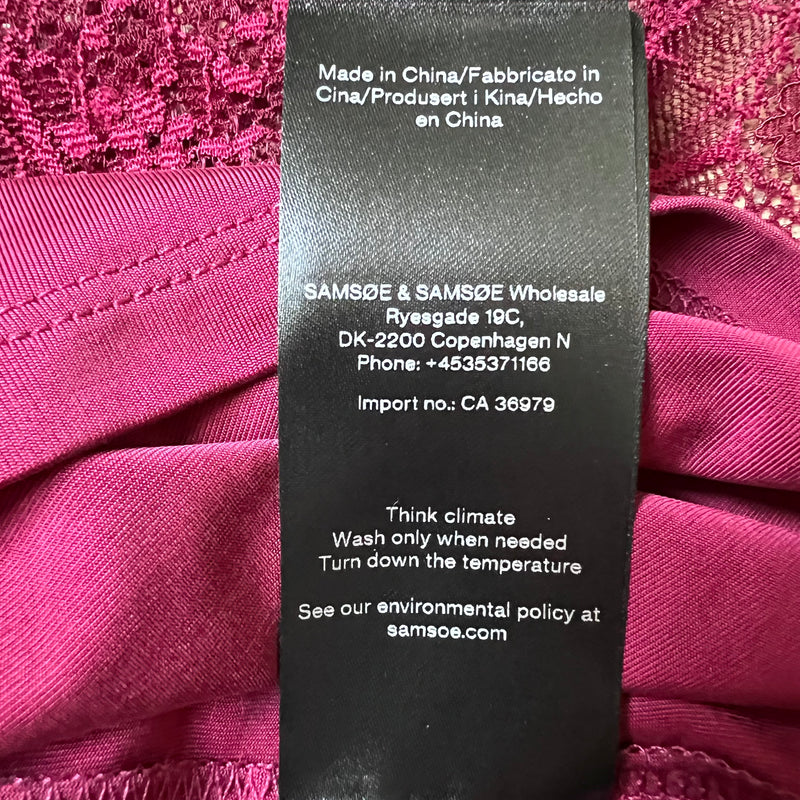 Made in China/Fabbricato in
Cina/Produsert i Kina/Hecho
en China
SAMSØE & SAMSØE Wholesale
Ryesgade 19C,
DK-2200 Copenhagen N
Phone: +4535371166
Import no.: CA 36979
Think climate
Wash only when needed
Turn down the temperature
See our environmental policy at
samsoe.com